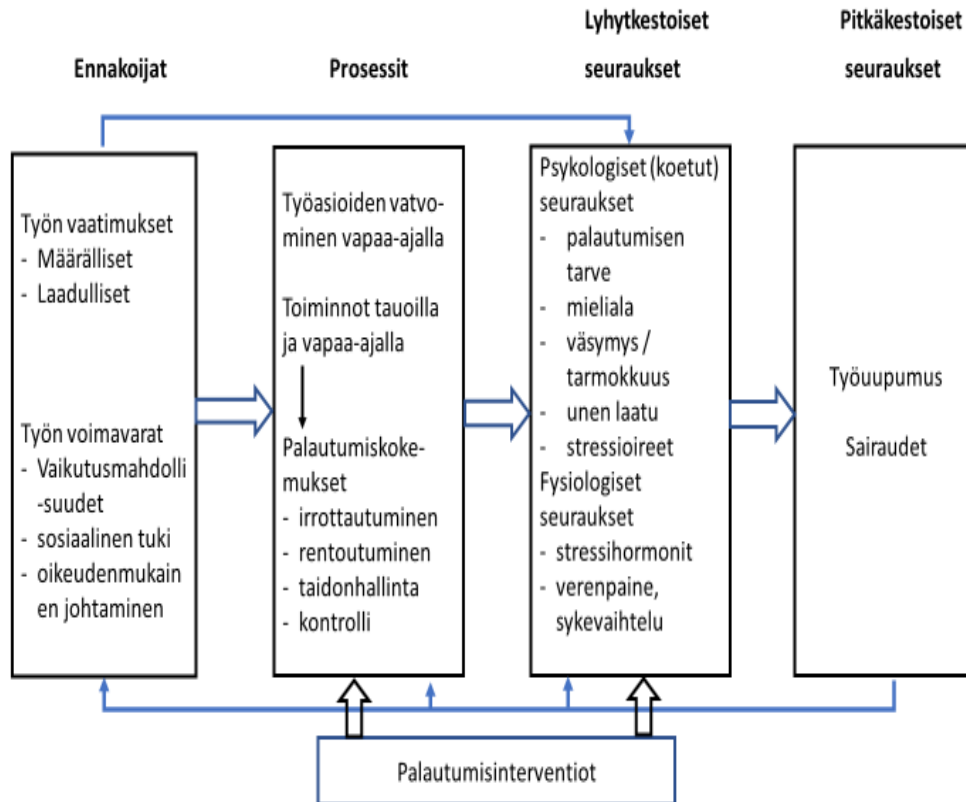 Ennakoijat
Prosessit
Lyhytkestoiset
seuraukset
Pitkäkestoiset
seuraukset
Työn vaatimukset
- Määrälliset
- Laadulliset
Työn voimavarat
- Vaikutusmahdolli
-suudet
- sosiaalinen tuki
- oikeudenmukain
en johtaminen
Työasioiden vatvo-
minen vapaa-ajalla
Toiminnot tauoilla
ja vapaa-ajalla
Palautumiskoke-
mukset
- irrottautuminen
- rentoutuminen
- taidonhallinta
- kontrolli
Psykologiset (koetut)
seuraukset
- palautumisen
tarve
- mieliala
- väsymys /
tarmokkuus
- unen laatu
- stressioireet
Fysiologiset
seuraukset
- stressihormonit
- verenpaine,
sykevaihtelu
Työuupumus
Sairaudet
Palautumisinterventiot